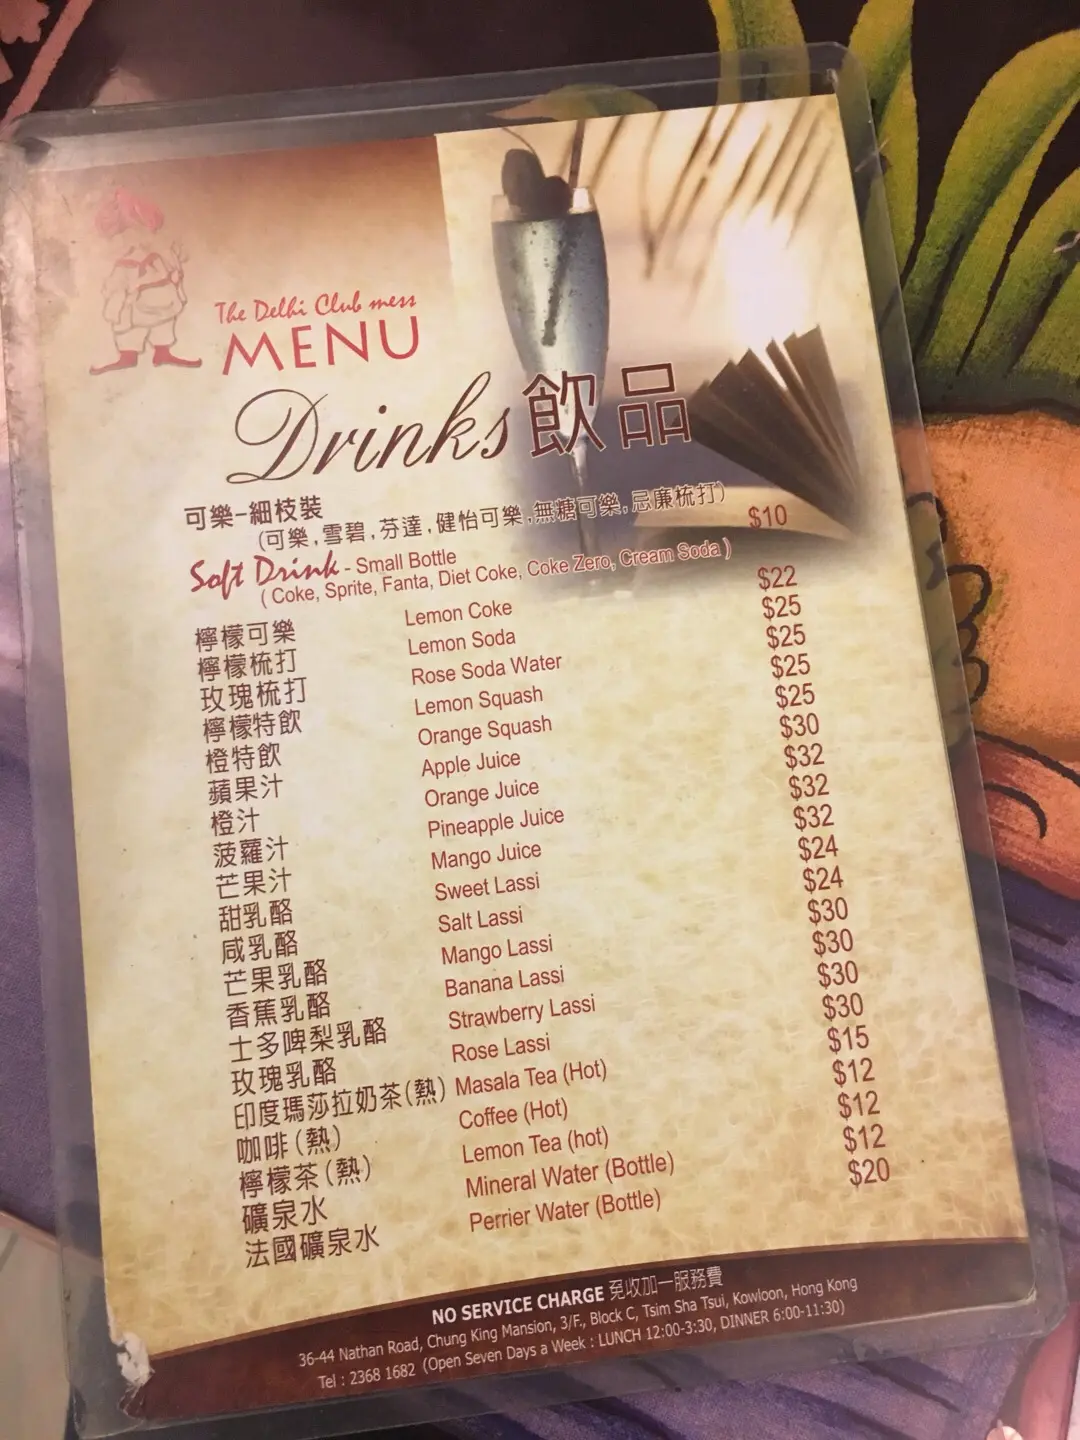 The Delhi Club mess
MENU
Drinks 飲品
可樂-細枝裝
(可樂,雪碧,芬達,健怡可樂,無糖可樂,忌廉梳打)
Soft Drink - Small Bottle $10
(Coke, Sprite, Fanta, Diet Coke, Coke Zero, Cream Soda)
檸檬可樂 Lemon Coke $22
檸檬梳打 Lemon Soda $25
玫瑰梳打 Rose Soda Water $25
檸檬特飲 Lemon Squash $25
橙特飲 Orange Squash $25
蘋果汁 Apple Juice $30
橙汁 Orange Juice $32
菠蘿汁 Pineapple Juice $32
芒果汁 Mango Juice $32
甜乳酪 Sweet Lassi $24
咸乳酪 Salt Lassi $24
芒果乳酪 Mango Lassi $30
香蕉乳酪 Banana Lassi $30
士多啤梨乳酪 Strawberry Lassi $30
玫瑰乳酪 Rose Lassi $30
印度瑪莎拉奶茶(熱) Masala Tea (Hot) $15
咖啡(熱) Coffee (Hot) $12
檸檬茶(熱) Lemon Tea (hot) $12
礦泉水 Mineral Water (Bottle) $12
法國礦泉水 Perrier Water (Bottle) $20
NO SERVICE CHARGE 免收加一服務費
36-44 Nathan Road, Chung King Mansion, 3/F., Block C, Tsim Sha Tsui, Kowloon, Hong Kong
Tel : 2368 1682 (Open Seven Days a Week : LUNCH 12:00-3:30, DINNER 6:00-11:30)